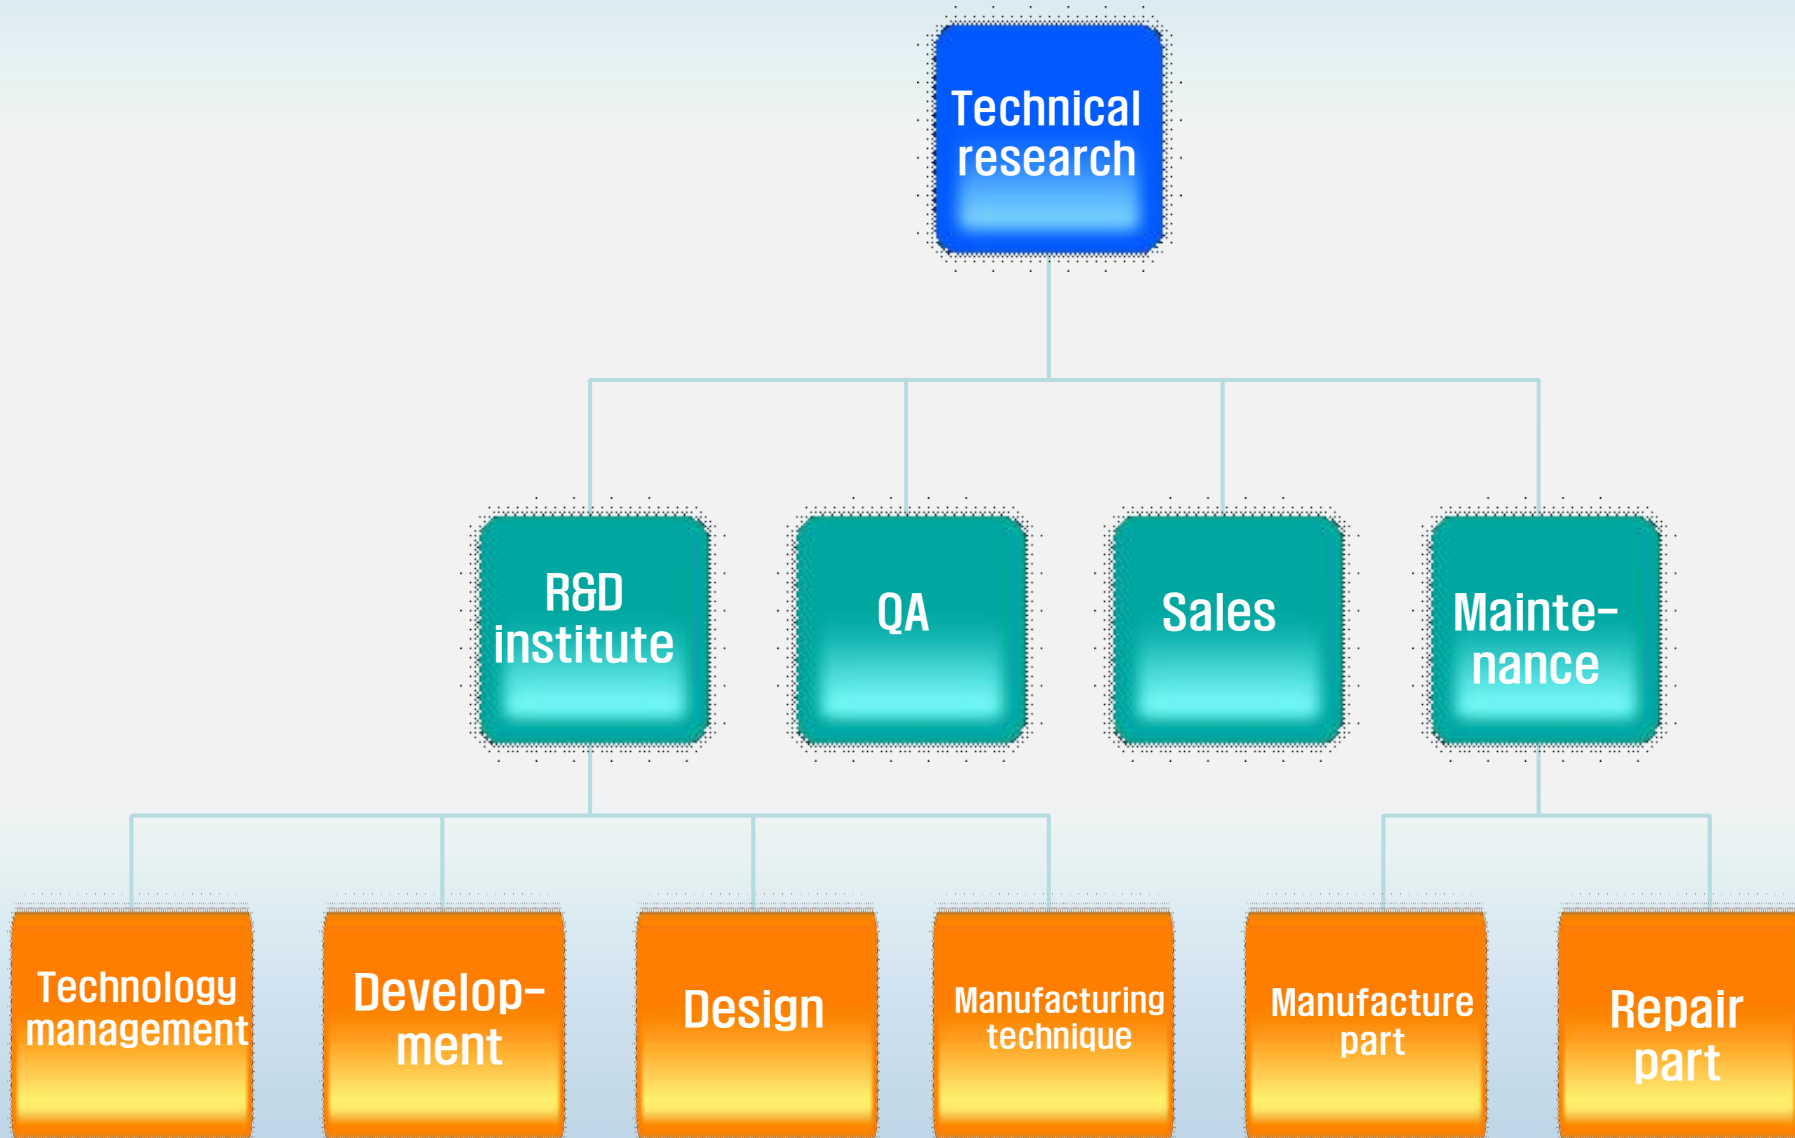 Technical
research
R&D
institute
QA
Sales
Mainte-
nance
Technology
management
Develop-
ment
Design
Manufacturing
technique
Manufacture
part
Repair
part